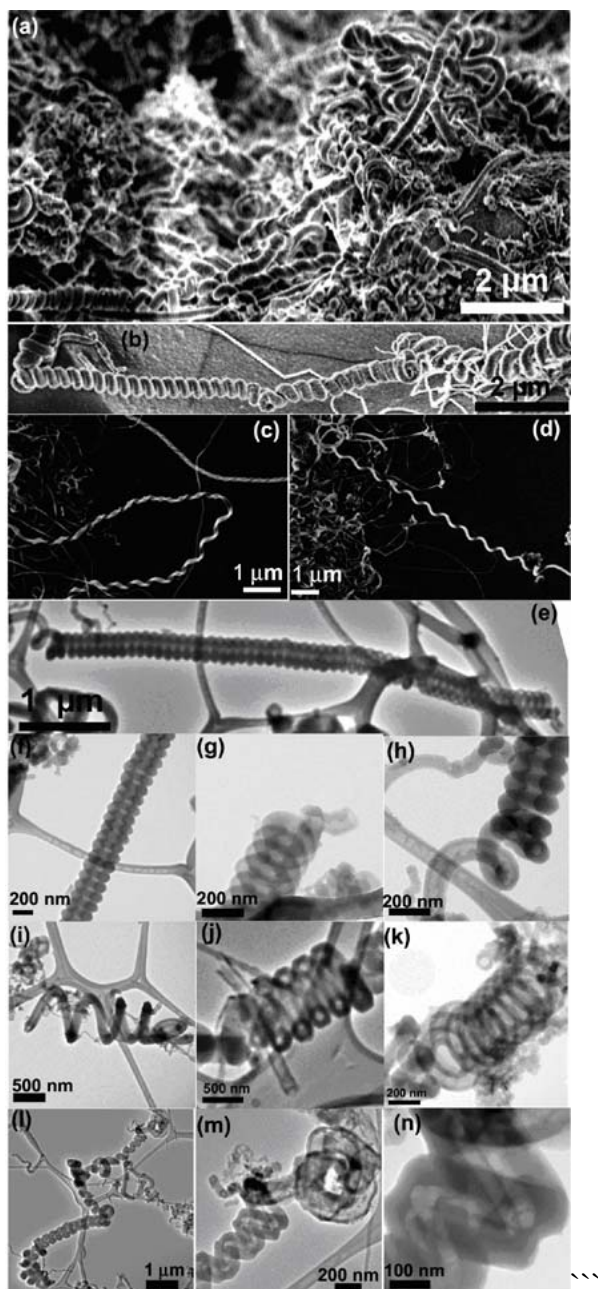 (a)
2 µm
(b)
2 µm
(c)
1 µm
(d)
1 µm
(e)
1 µm
(f)
200 nm
(g)
200 nm
(h)
200 nm
(i)
500 nm
(j)
500 nm
(k)
200 nm
(l)
1 µm
(m)
200 nm
(n)
100 nm
```